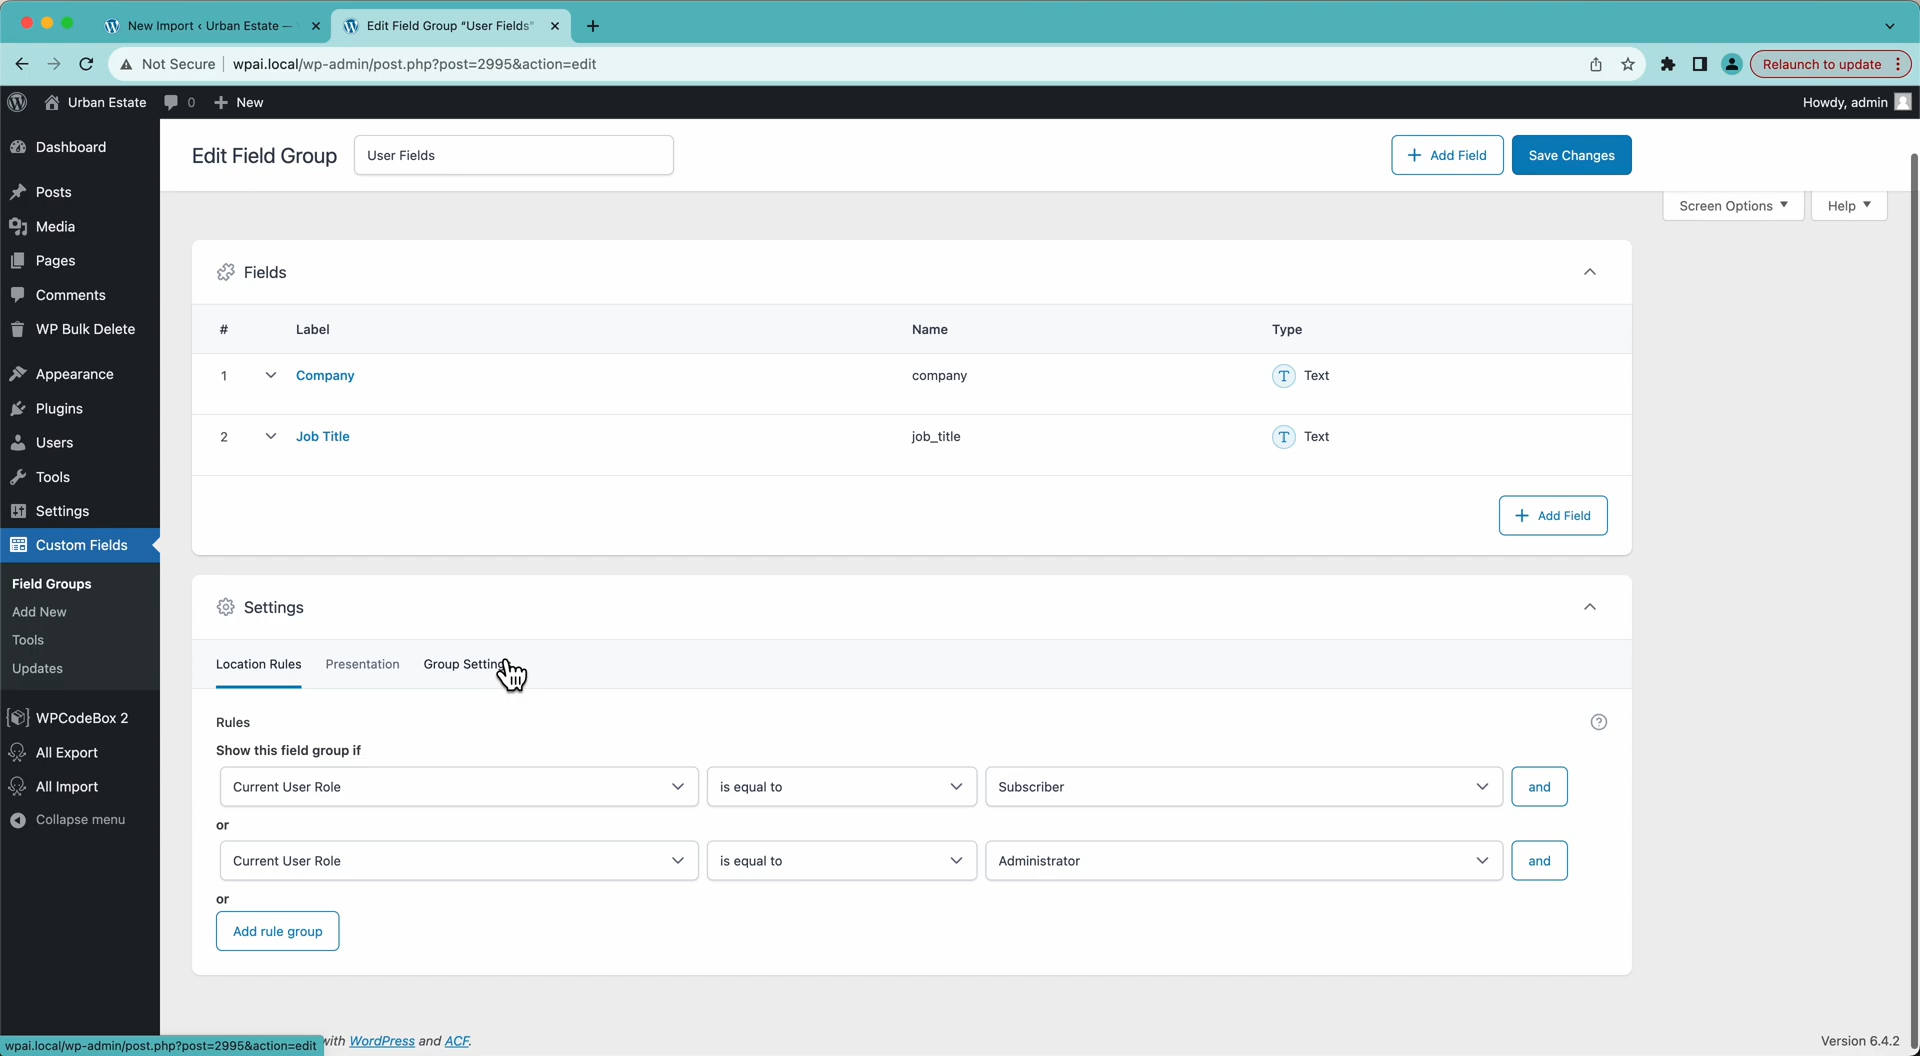 New Import ‹ Urban Estate —
Edit Field Group "User Fields"
Not Secure wpai.local/wp-admin/post.php?post=2995&action=edit
Relaunch to update
Urban Estate 0 New
Howdy, admin
Dashboard
Posts
Media
Pages
Comments
WP Bulk Delete
Appearance
Plugins
Users
Tools
Settings
Custom Fields
Field Groups
Add New
Tools
Updates
WPCodeBox 2
All Export
All Import
Collapse menu
Edit Field Group User Fields
+ Add Field Save Changes
Screen Options Help
Fields
# Label Name Type
1 Company company T Text
2 Job Title job_title T Text
+ Add Field
Settings
Location Rules Presentation Group
Rules ?
Show this field group if
Current User Role is equal to Subscriber and
or
Current User Role is equal to Administrator and
or
Add rule group
with WordPress and ACF.
Version 6.4.2
wpai.local/wp-admin/post.php?post=2995&action=edit